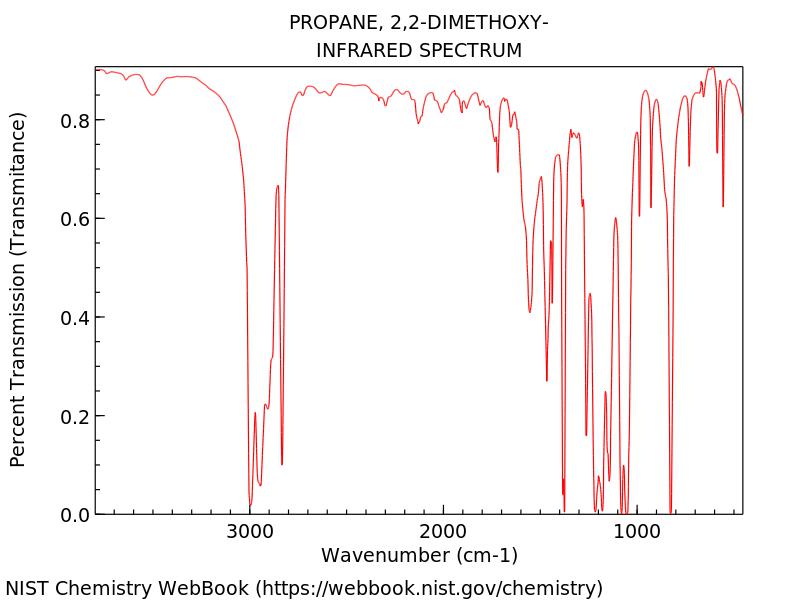 PROPANE, 2,2-DIMETHOXY-
INFRARED SPECTRUM
Percent Transmission (Transmitance)
0.8
0.6
0.4
0.2
0.0
3000 2000 1000
Wavenumber (cm-1)
NIST Chemistry WebBook (https://webbook.nist.gov/chemistry)